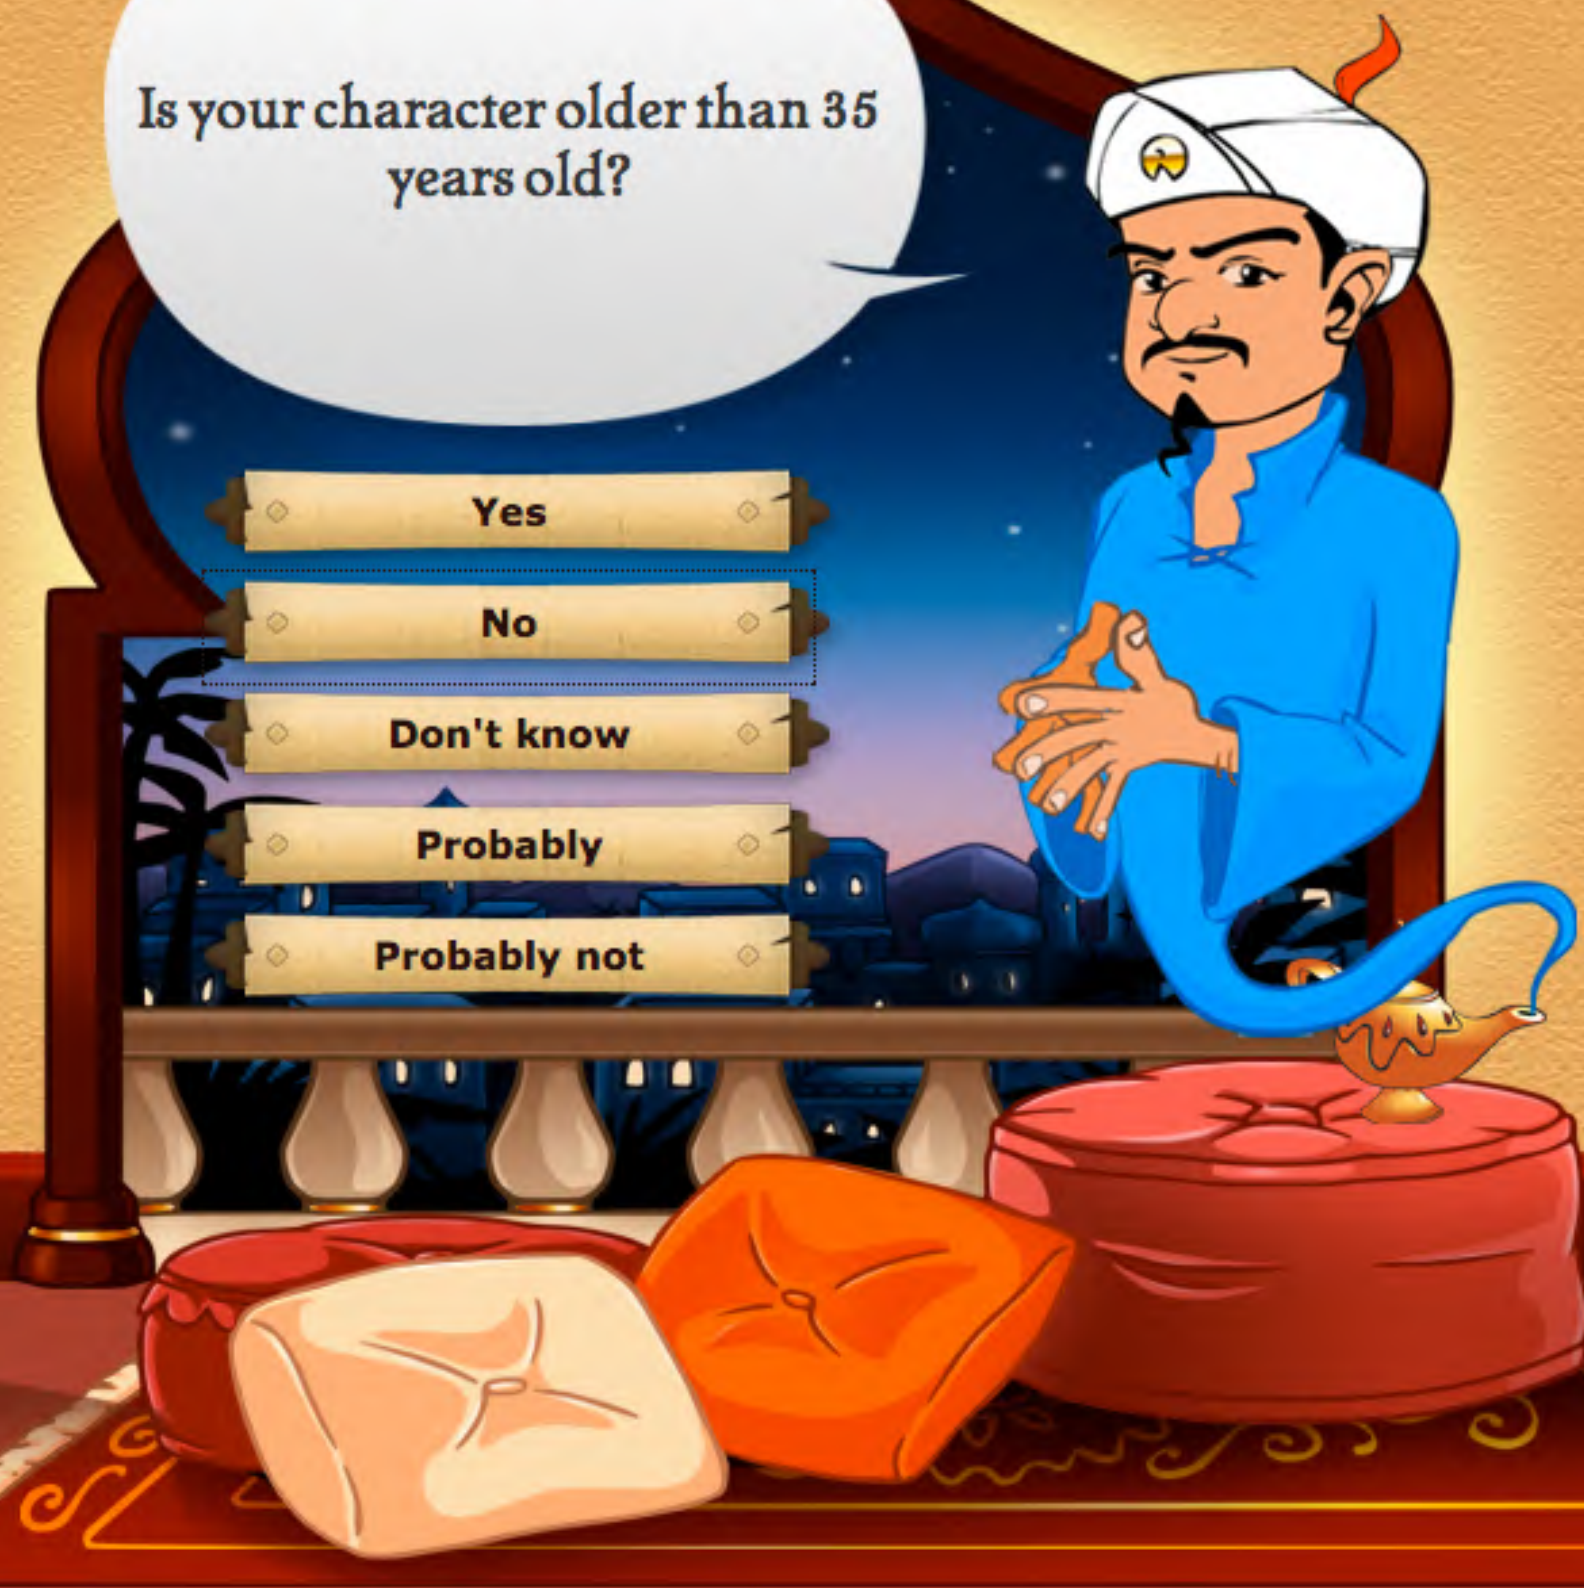 Is your character older than 35
years old?
Yes
No
Don't know
Probably
Probably not